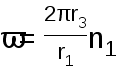 ϖ = 2πr₃/r₁ n₁